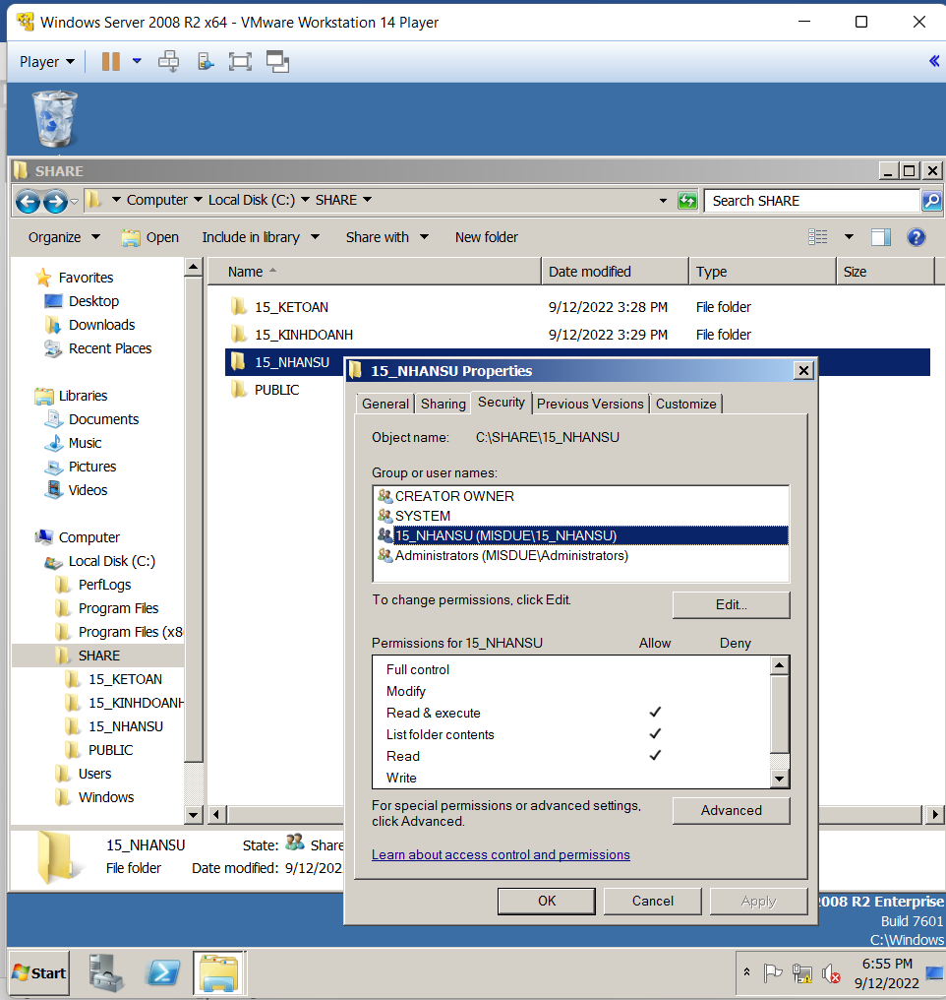 Windows Server 2008 R2 x64 - VMware Workstation 14 Player
Player
SHARE
Computer Local Disk (C:) SHARE
Search SHARE
Organize Open Include in library Share with New folder
Name Date modified Type Size
Favorites
Desktop
Downloads
Recent Places
Libraries
Documents
Music
Pictures
Videos
Computer
Local Disk (C:)
PerfLogs
Program Files
Program Files (x8
SHARE
15_KETOAN
15_KINHDOANH
15_NHANSU
PUBLIC
Users
Windows
15_KETOAN 9/12/2022 3:28 PM File folder
15_KINHDOANH 9/12/2022 3:29 PM File folder
15_NHANSU
PUBLIC
15_NHANSU Properties
General Sharing Security Previous Versions Customize
Object name: C:\SHARE\15_NHANSU
Group or user names:
CREATOR OWNER
SYSTEM
15_NHANSU (MISDUE\15_NHANSU)
Administrators (MISDUE\Administrators)
To change permissions, click Edit.
Edit...
Permissions for 15_NHANSU Allow Deny
Full control
Modify
Read & execute
List folder contents
Read
Write
For special permissions or advanced settings,
click Advanced.
Advanced
Learn about access control and permissions
OK Cancel Apply
15_NHANSU State: Share
File folder Date modified: 9/12/202
2008 R2 Enterprise
Build 7601
C:\Windows
Start
6:55 PM
9/12/2022